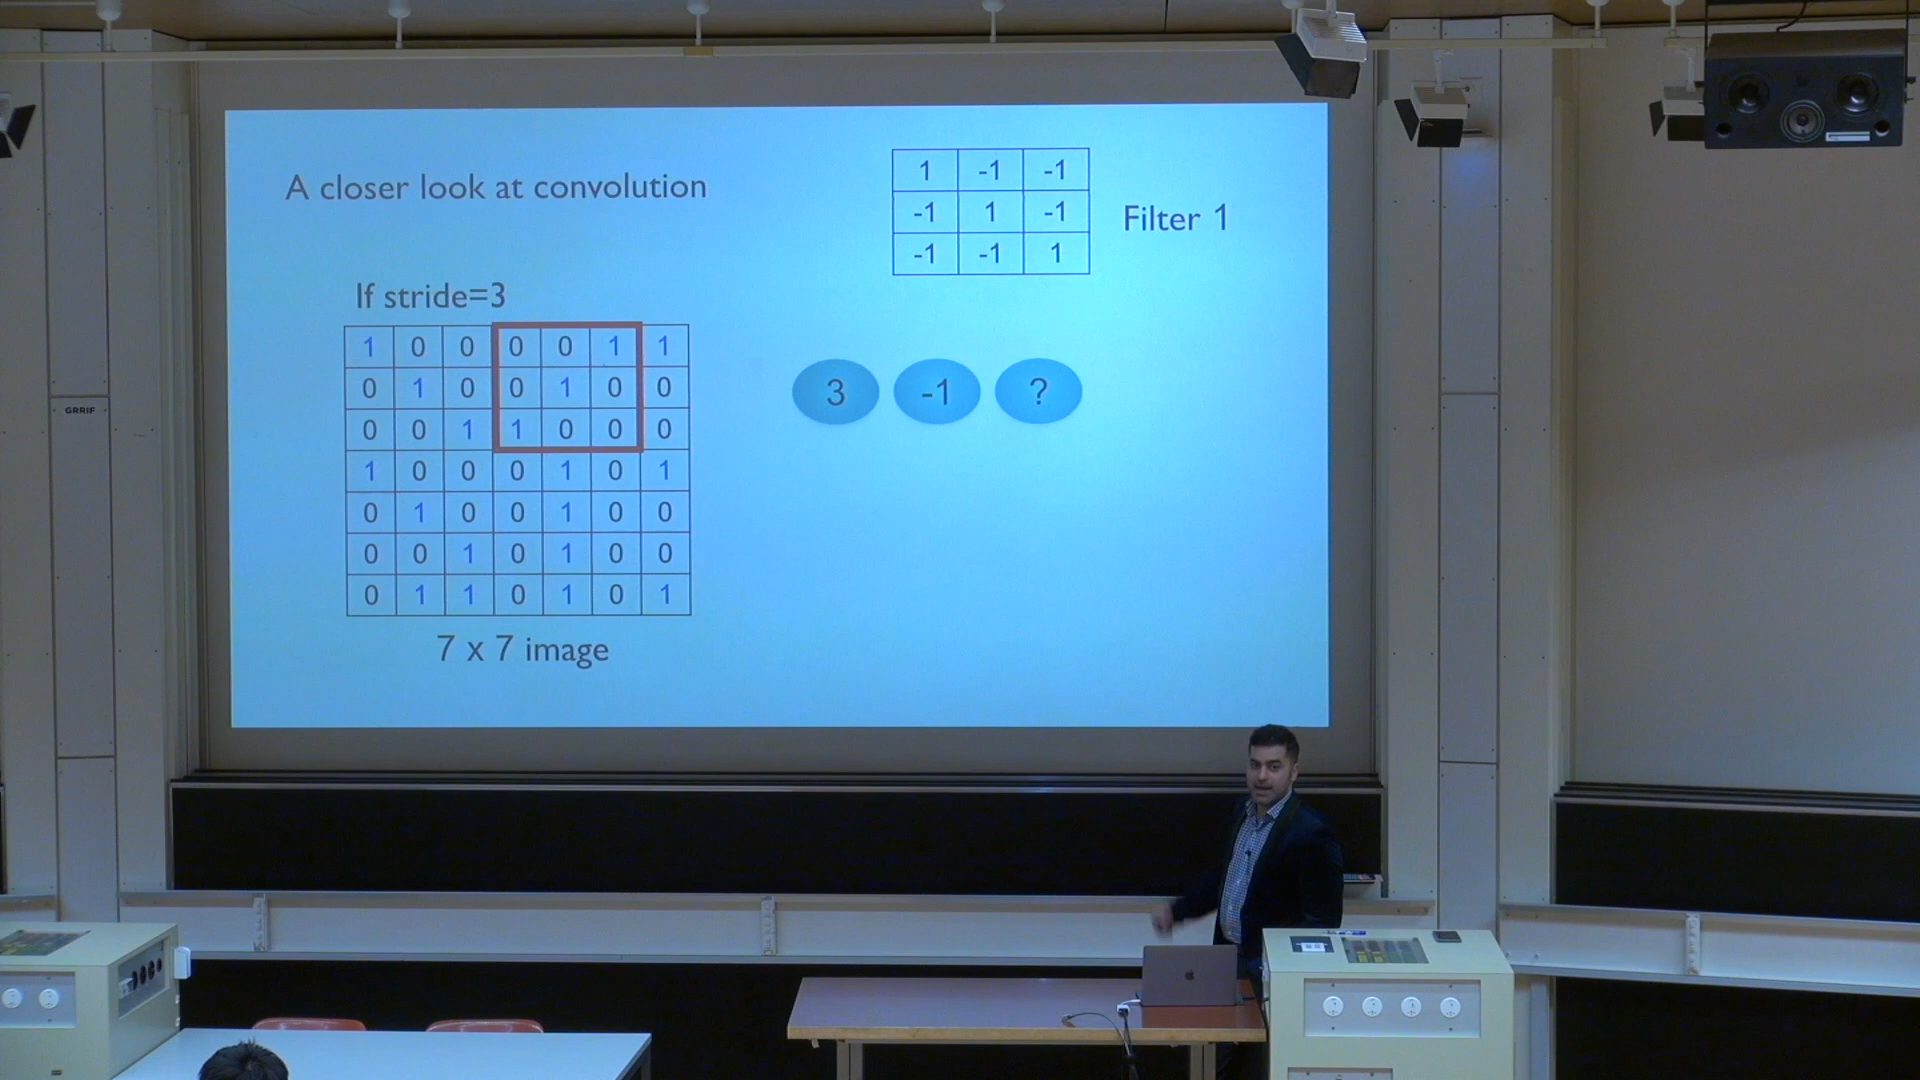 A closer look at convolution
1 -1 -1
-1 1 -1
-1 -1 1
Filter 1
If stride=3
1 0 0 0 0 1 1
0 1 0 0 1 0 0
0 0 1 1 0 0 0
1 0 0 0 1 0 1
0 1 0 0 1 0 0
0 0 1 0 1 0 0
0 1 1 0 1 0 1
3 -1 ?
7 x 7 image
GRRIF